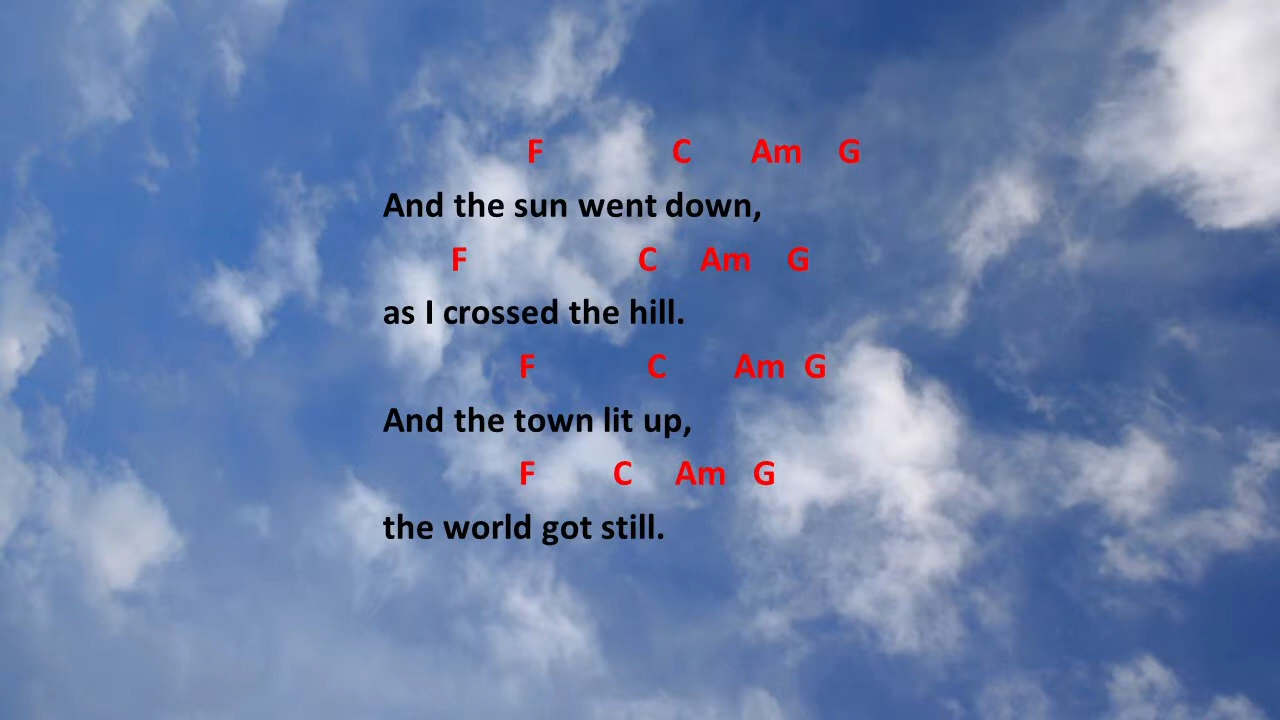 F C Am G
And the sun went down,
F C Am G
as I crossed the hill.
F C Am G
And the town lit up,
F C Am G
the world got still.